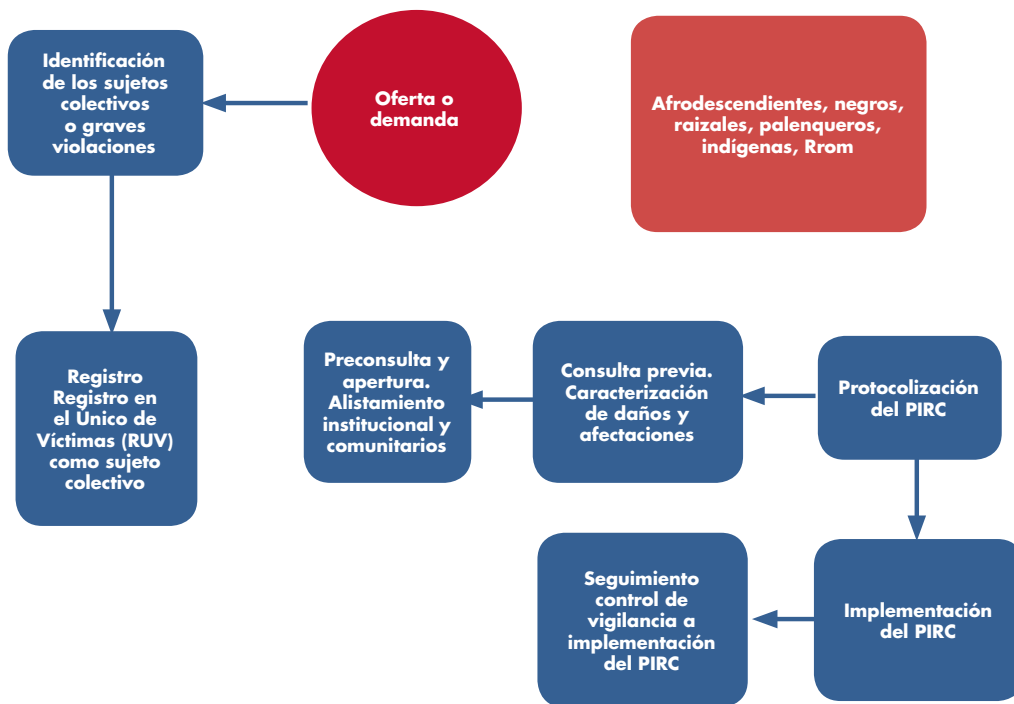 Identificación
de los sujetos
colectivos
o graves
violaciones
Oferta o
demanda
Afrodescendientes, negros,
raizales, palenqueros,
indígenas, Rrom
Registro
Registro en
el Único de
Víctimas (RUV)
como sujeto
colectivo
Preconsulta y
apertura.
Alistamiento
institucional y
comunitarios
Consulta previa.
Caracterización
de daños y
afectaciones
Protocolización
del PIRC
Seguimiento
control de
vigilancia a
implementación
del PIRC
Implementación
del PIRC